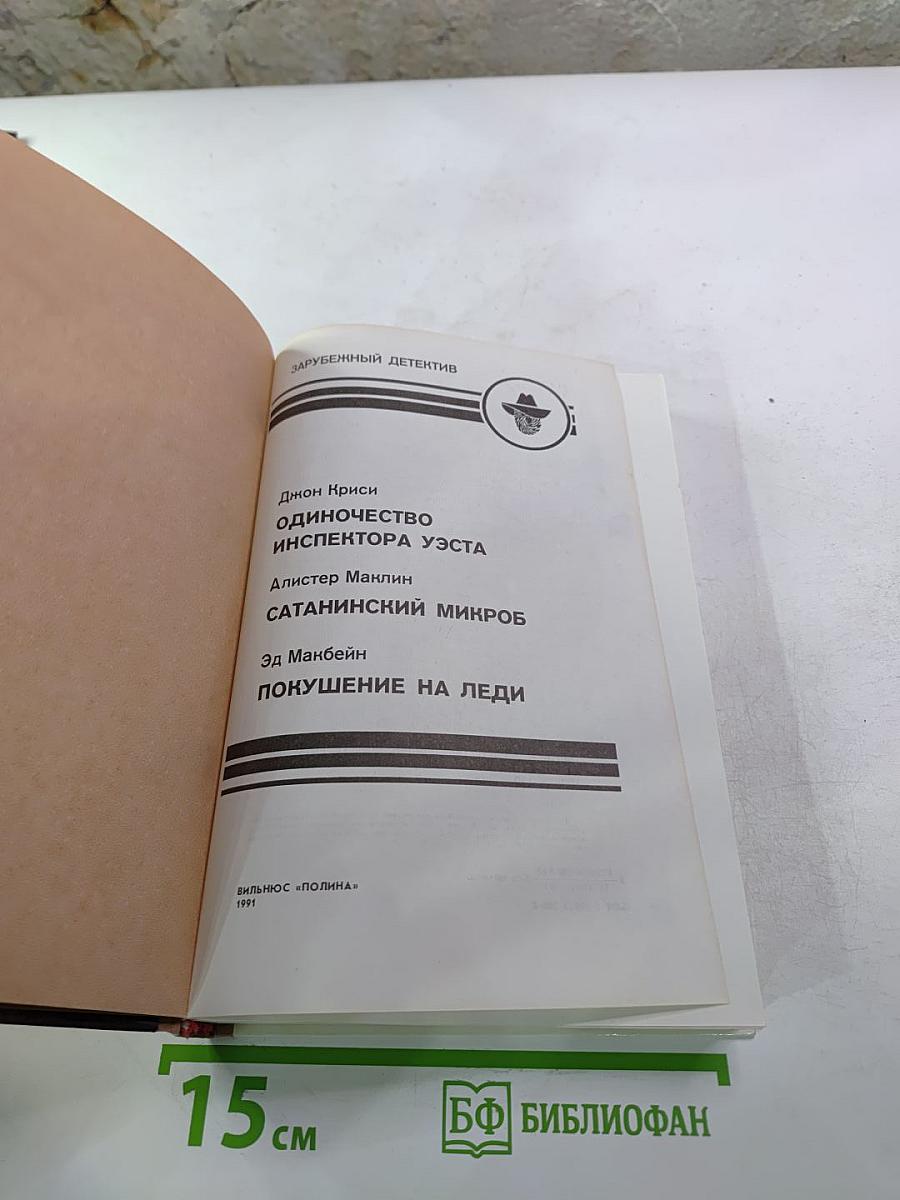 ЗАРУБЕЖНЫЙ ДЕТЕКТИВ
Джон Криси
ОДИНОЧЕСТВО
ИНСПЕКТОРА УЭСТА
Алистер Маклин
САТАНИНСКИЙ МИКРОБ
Эд Макбейн
ПОКУШЕНИЕ НА ЛЕДИ
ВИЛЬНЮС «ПОЛИНА»
1991
15 см
БФ БИБЛИОФАН